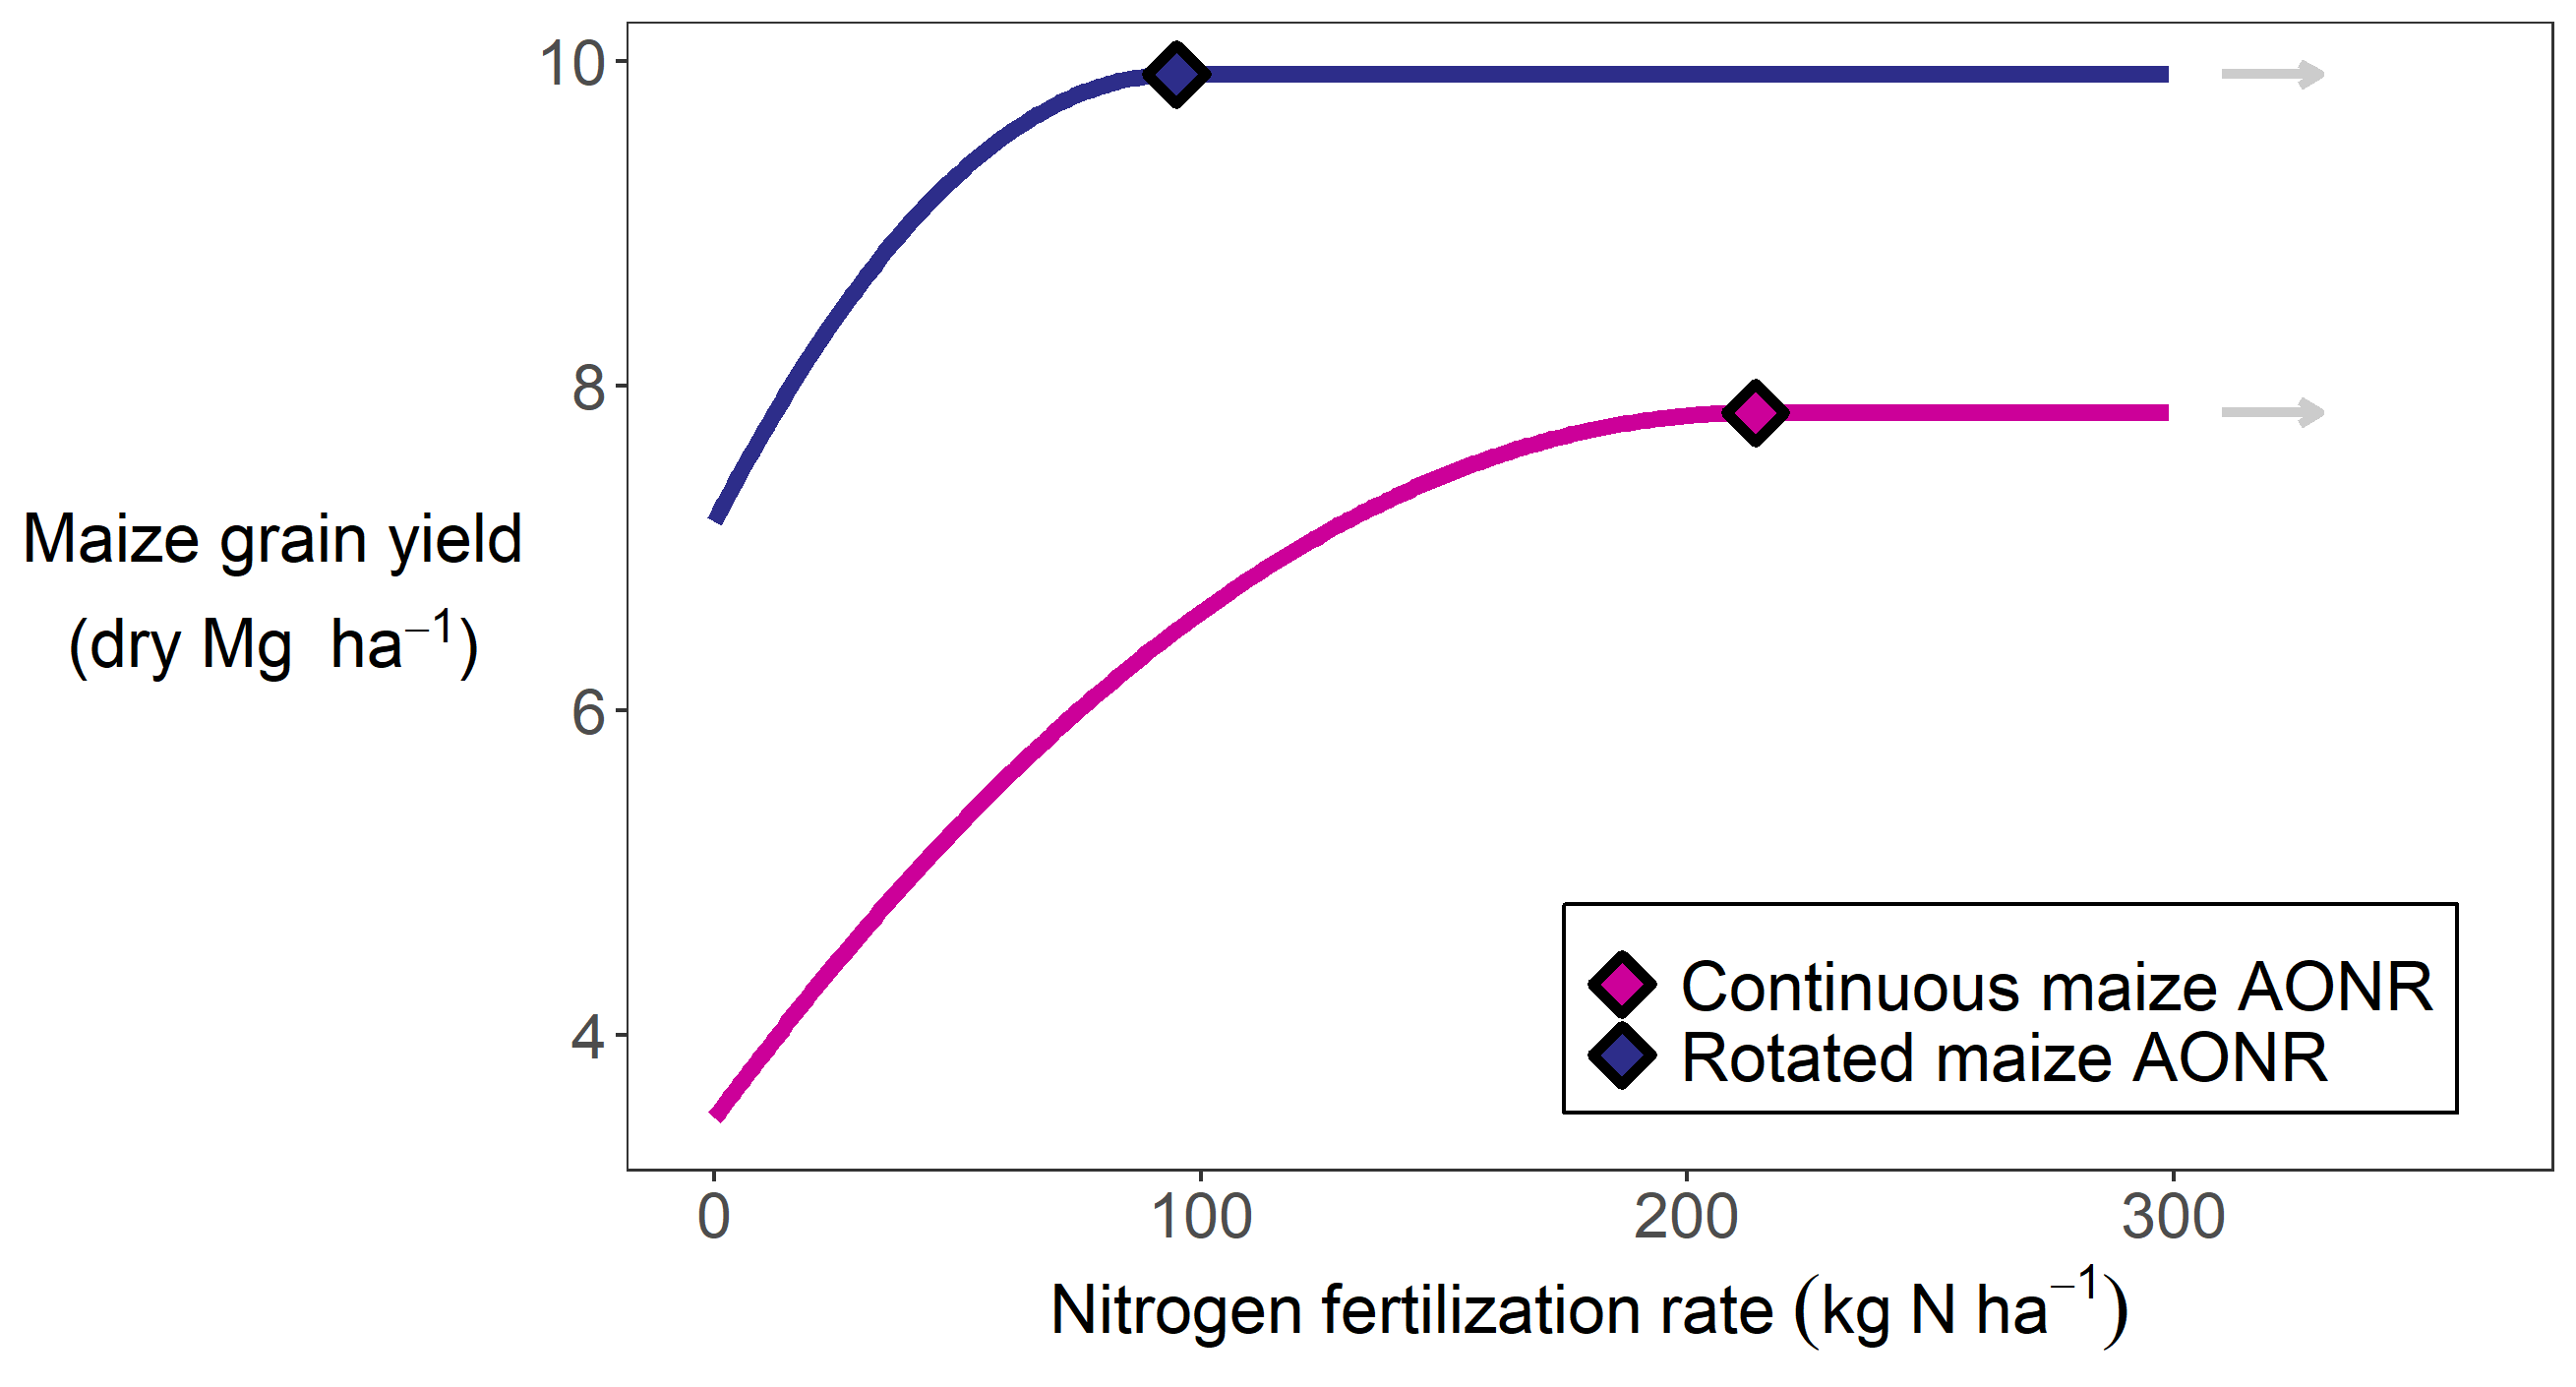 10
8
6
4
Maize grain yield
(dry Mg ha⁻¹)
Continuous maize AONR
Rotated maize AONR
0 100 200 300
Nitrogen fertilization rate (kg N ha⁻¹)